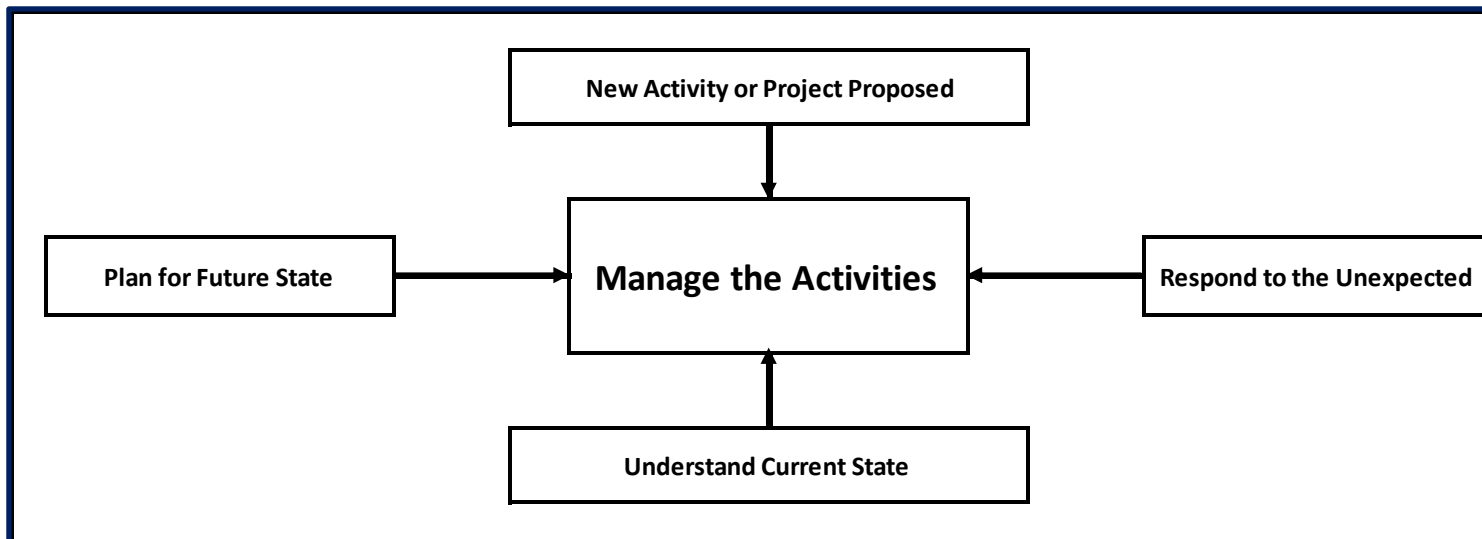 New Activity or Project Proposed
Plan for Future State
Manage the Activities
Respond to the Unexpected
Understand Current State